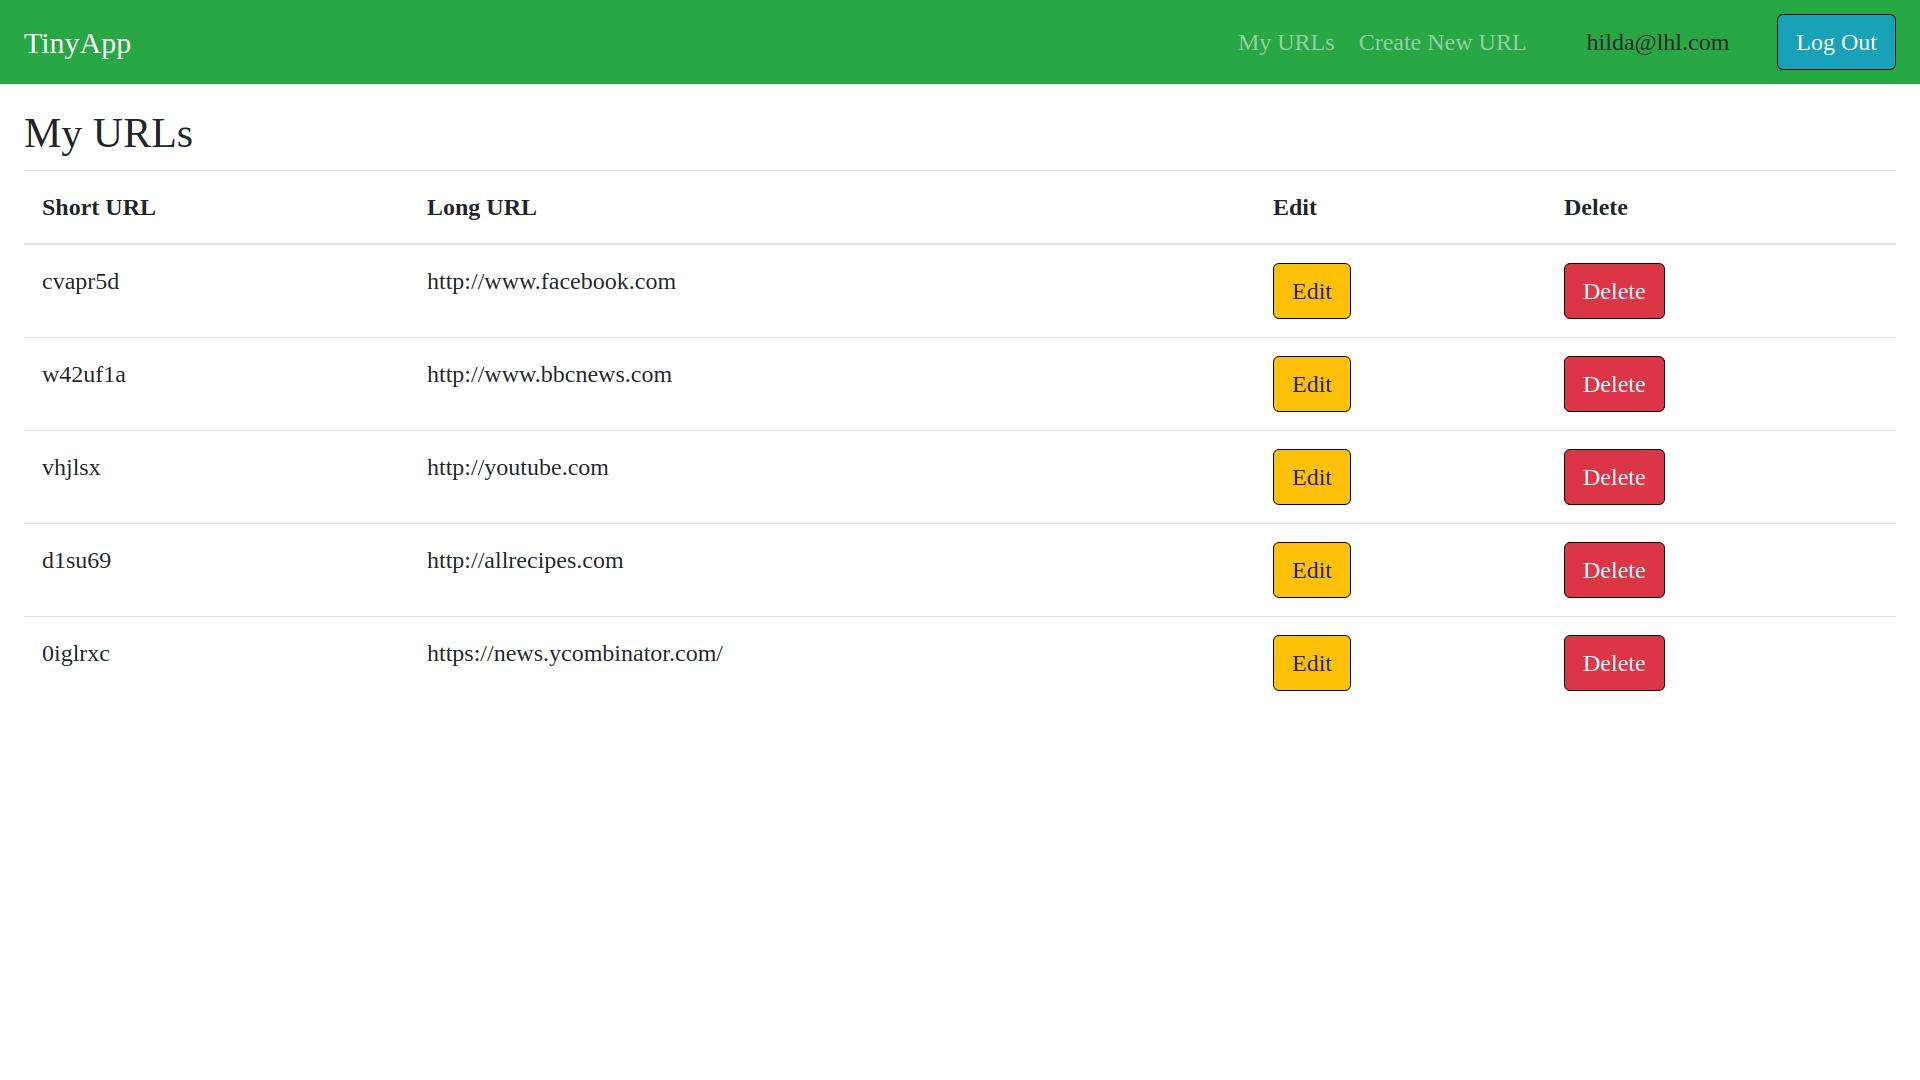 TinyApp My URLs Create New URL hilda@lhl.com Log Out
My URLs
Short URL Long URL Edit Delete
cvapr5d http://www.facebook.com Edit Delete
w42uf1a http://www.bbcnews.com Edit Delete
vhjlsx http://youtube.com Edit Delete
d1su69 http://allrecipes.com Edit Delete
0iglrxc https://news.ycombinator.com/ Edit Delete